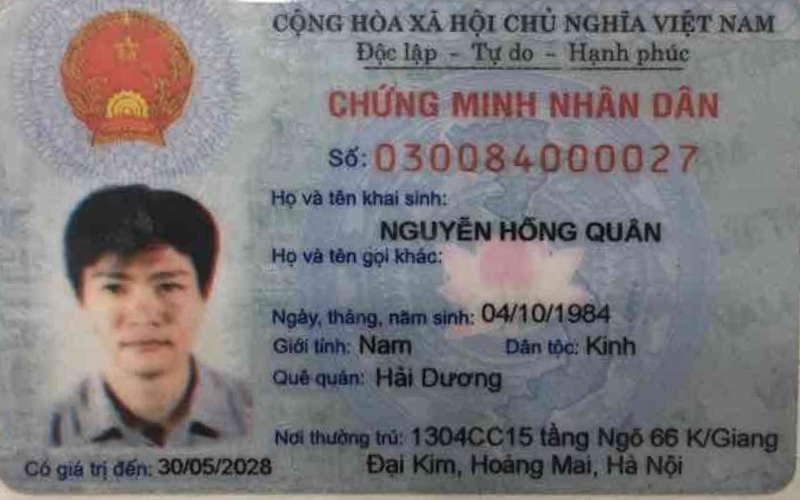 CỘNG HÒA XÃ HỘI CHỦ NGHĨA VIỆT NAM
Độc lập - Tự do - Hạnh phúc
CHỨNG MINH NHÂN DÂN
Số: 030084000027
Họ và tên khai sinh:
NGUYỄN HỒNG QUÂN
Họ và tên gọi khác:
Ngày, tháng, năm sinh: 04/10/1984
Giới tính: Nam Dân tộc: Kinh
Quê quán: Hải Dương
Nơi thường trú: 1304CC15 tầng Ngõ 66 K/Giang
Đại Kim, Hoàng Mai, Hà Nội
Có giá trị đến: 30/05/2028